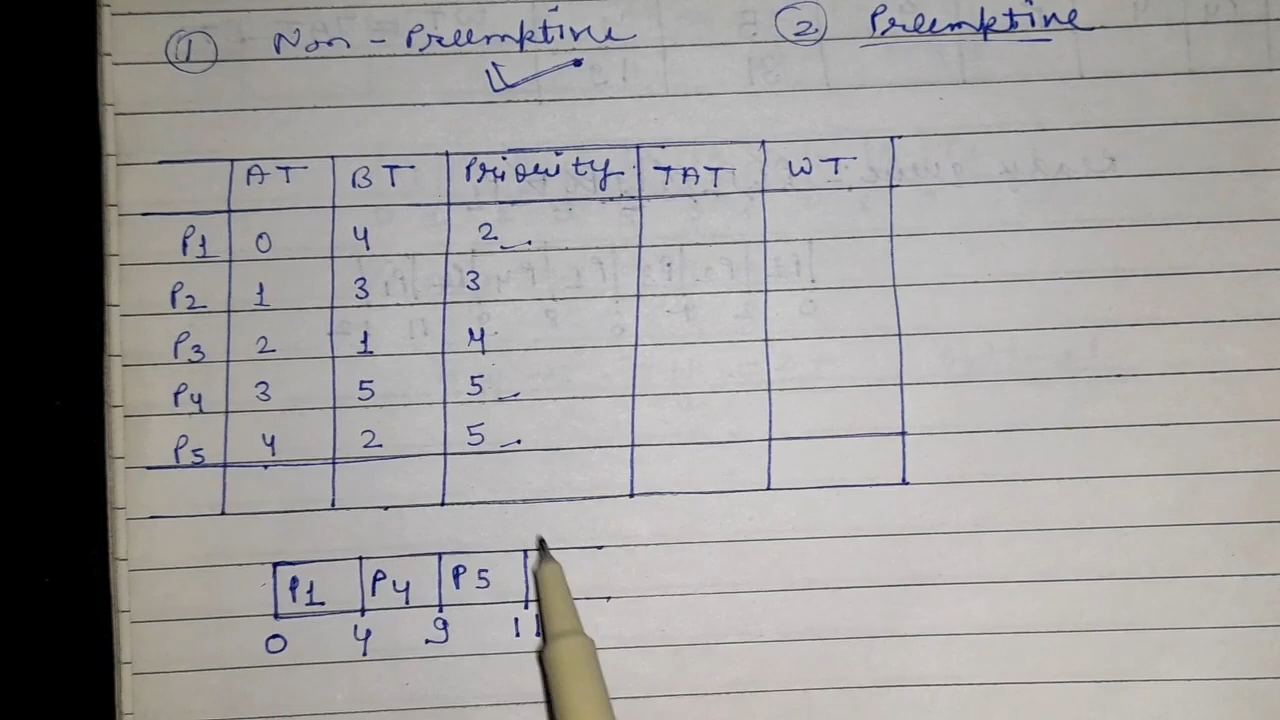 ① Non-Preemptive ② Preemptive
AT BT Priority TAT WT
P1 0 4 2
P2 1 3 3
P3 2 1 4
P4 3 5 5
P5 4 2 5
P1 P4 P5
0 4 9 11